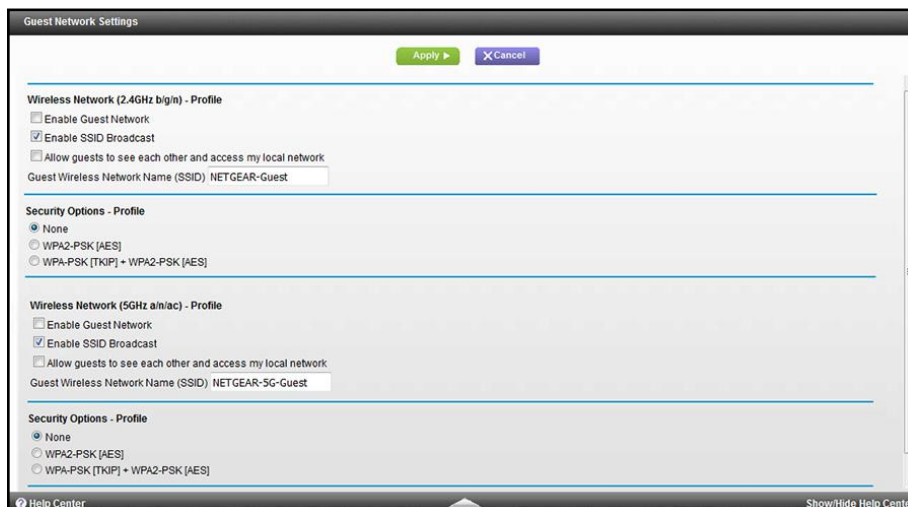 Guest Network Settings
Apply
Cancel
Wireless Network (2.4GHz b/g/n) - Profile
Enable Guest Network
Enable SSID Broadcast
Allow guests to see each other and access my local network
Guest Wireless Network Name (SSID) NETGEAR-Guest
Security Options - Profile
None
WPA2-PSK [AES]
WPA-PSK [TKIP] + WPA2-PSK [AES]
Wireless Network (5GHz a/n/ac) - Profile
Enable Guest Network
Enable SSID Broadcast
Allow guests to see each other and access my local network
Guest Wireless Network Name (SSID) NETGEAR-5G-Guest
Security Options - Profile
None
WPA2-PSK [AES]
WPA-PSK [TKIP] + WPA2-PSK [AES]
Help Center
Show/Hide Help Cente